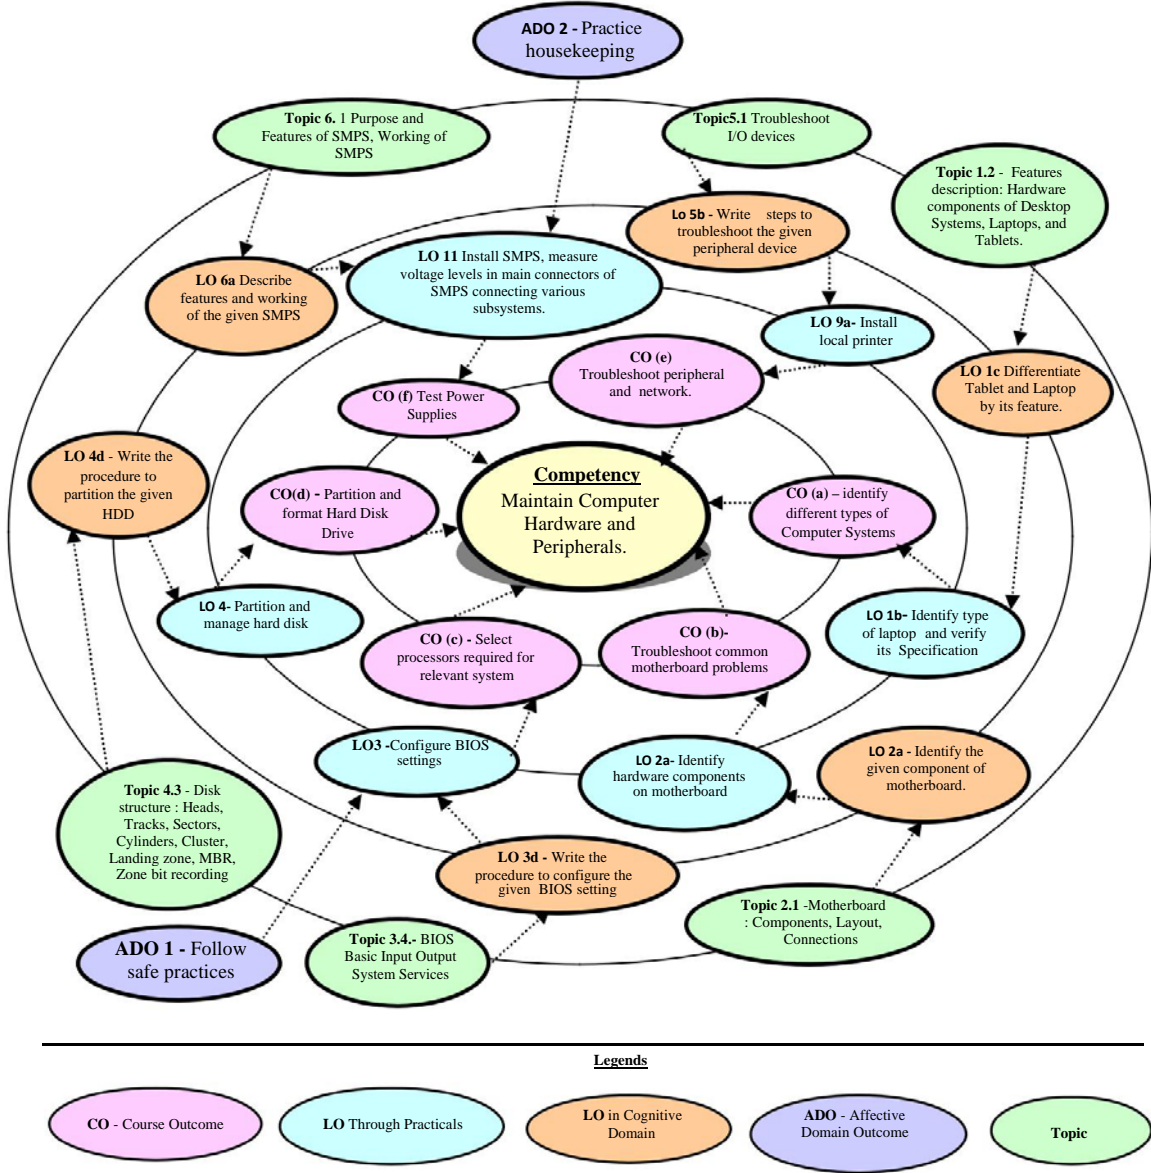 ADO 2 - Practice
housekeeping
Topic 6. 1 Purpose and
Features of SMPS, Working of
SMPS
Topic5.1 Troubleshoot
I/O devices
Topic 1.2 - Features
description: Hardware
components of Desktop
Systems, Laptops, and
Tablets.
Lo 5b - Write steps to
troubleshoot the given
peripheral device
LO 11 Install SMPS, measure
voltage levels in main connectors of
SMPS connecting various
subsystems.
LO 6a Describe
features and working
of the given SMPS
LO 9a- Install
local printer
CO (e)
Troubleshoot peripheral
and network.
LO 1c Differentiate
Tablet and Laptop
by its feature.
CO (f) Test Power
Supplies
LO 4d - Write the
procedure to
partition the given
HDD
Competency
Maintain Computer
Hardware and
Peripherals.
CO(d) - Partition and
format Hard Disk
Drive
CO (a) – identify
different types of
Computer Systems
LO 4- Partition and
manage hard disk
LO 1b- Identify type
of laptop and verify
its Specification
CO (c) - Select
processors required for
relevant system
CO (b)-
Troubleshoot common
motherboard problems
LO3 -Configure BIOS
settings
LO 2a- Identify
hardware components
on motherboard
LO 2a - Identify the
given component of
motherboard.
Topic 4.3 - Disk
structure : Heads,
Tracks, Sectors,
Cylinders, Cluster,
Landing zone, MBR,
Zone bit recording
LO 3d - Write the
procedure to configure the
given BIOS setting
Topic 2.1 -Motherboard
: Components, Layout,
Connections
ADO 1 - Follow
safe practices
Topic 3.4.- BIOS
Basic Input Output
System Services
Legends
CO - Course Outcome
LO Through Practicals
LO in Cognitive
Domain
ADO - Affective
Domain Outcome
Topic